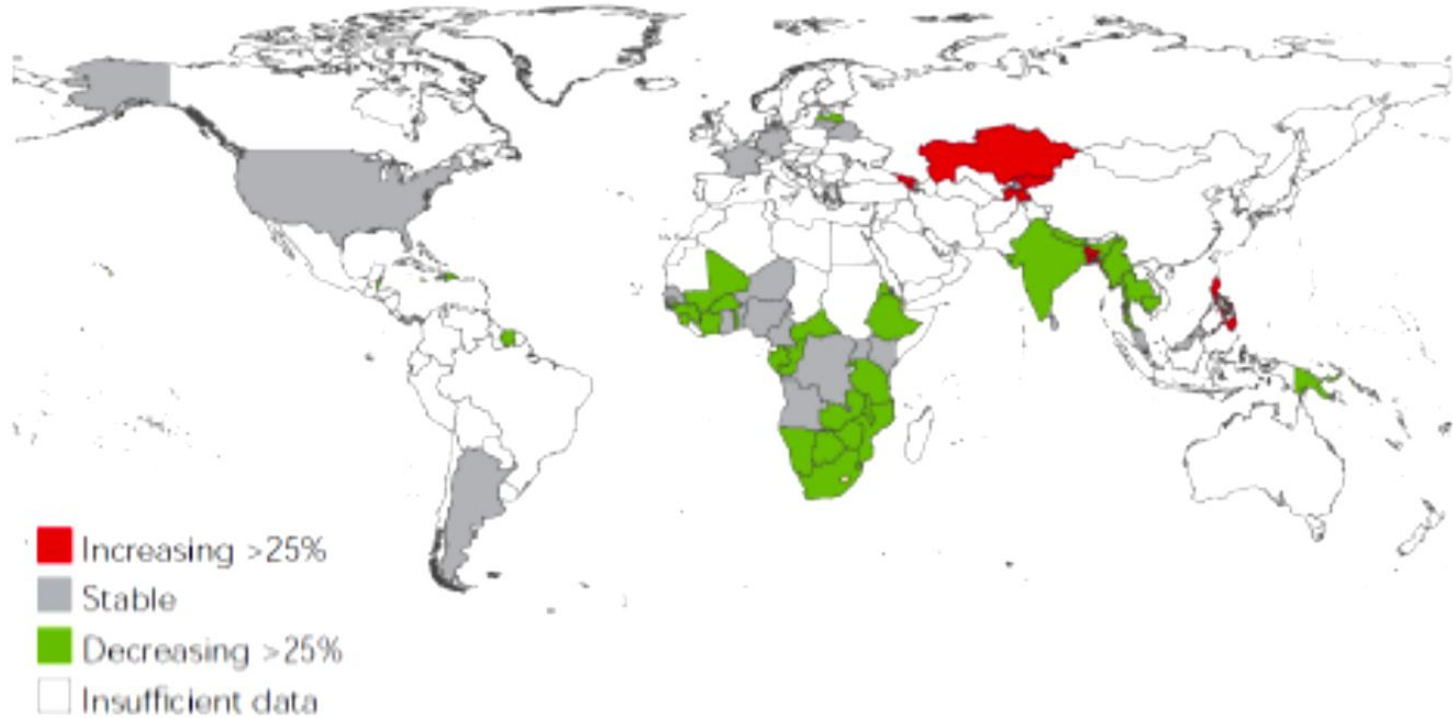 Increasing >25%
Stable
Decreasing >25%
Insufficient data